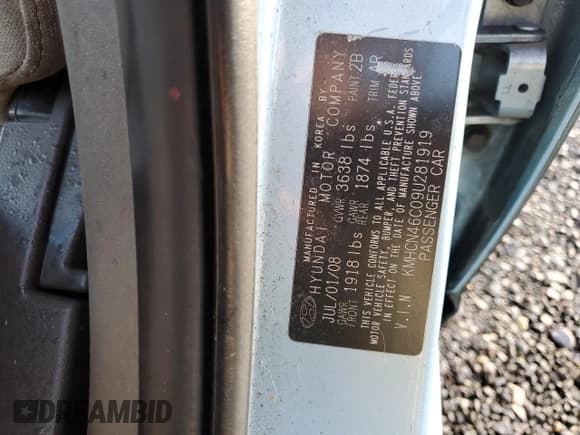 MANUFACTURED IN KOREA BY
HYUNDAI MOTOR COMPANY
JUL/01/08 GVWR 3638 lbs PAINT 2B
GAWR FRONT 1918 lbs GAWR REAR 1874 lbs. TRIM AR
THIS VEHICLE CONFORMS TO ALL APPLICABLE U.S.A. FEDERAL
MOTOR VEHICLE SAFETY, BUMPER, AND THEFT PREVENTION STANDARDS
IN EFFECT ON THE DATE OF MANUFACTURE SHOWN ABOVE
V.I.N KMHCN46C09U281919
PASSENGER CAR
DREAMBID